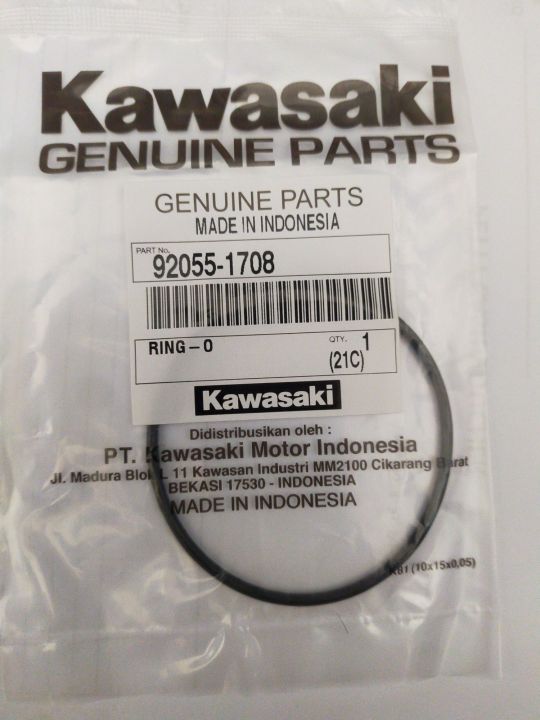 Kawasaki
GENUINE PARTS
GENUINE PARTS
MADE IN INDONESIA
PART No.
92055-1708
RING-O
QTY. 1
(21C)
Kawasaki
Didistribusikan oleh :
PT. Kawasaki Motor Indonesia
Jl. Madura Blok L 11 Kawasan Industri MM2100 Cikarang Barat
BEKASI 17530 - INDONESIA
MADE IN INDONESIA
K81 (10x15x0,05)